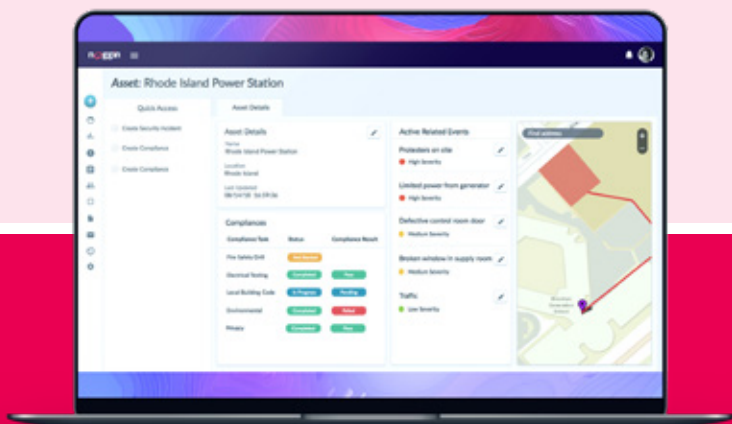 noggin
Asset: Rhode Island Power Station
Quick Access
Create Security Incident
Create Compliance
Create Compliance
Asset Details
Asset Details
Name
Rhode Island Power Station
Location
Rhode Island
Last Updated
Compliances
Compliance Task Status Compliance Result
Fire Safety Drill Not Started
Electrical Testing Completed Pass
Local Building Code In Progress Pending
Environmental Completed Failed
Privacy Completed Pass
Active Related Events
Protesters on site
High Severity
Limited power from generator
High Severity
Defective control room door
Medium Severity
Broken window in supply room
Medium Severity
Traffic
Low Severity
Find address